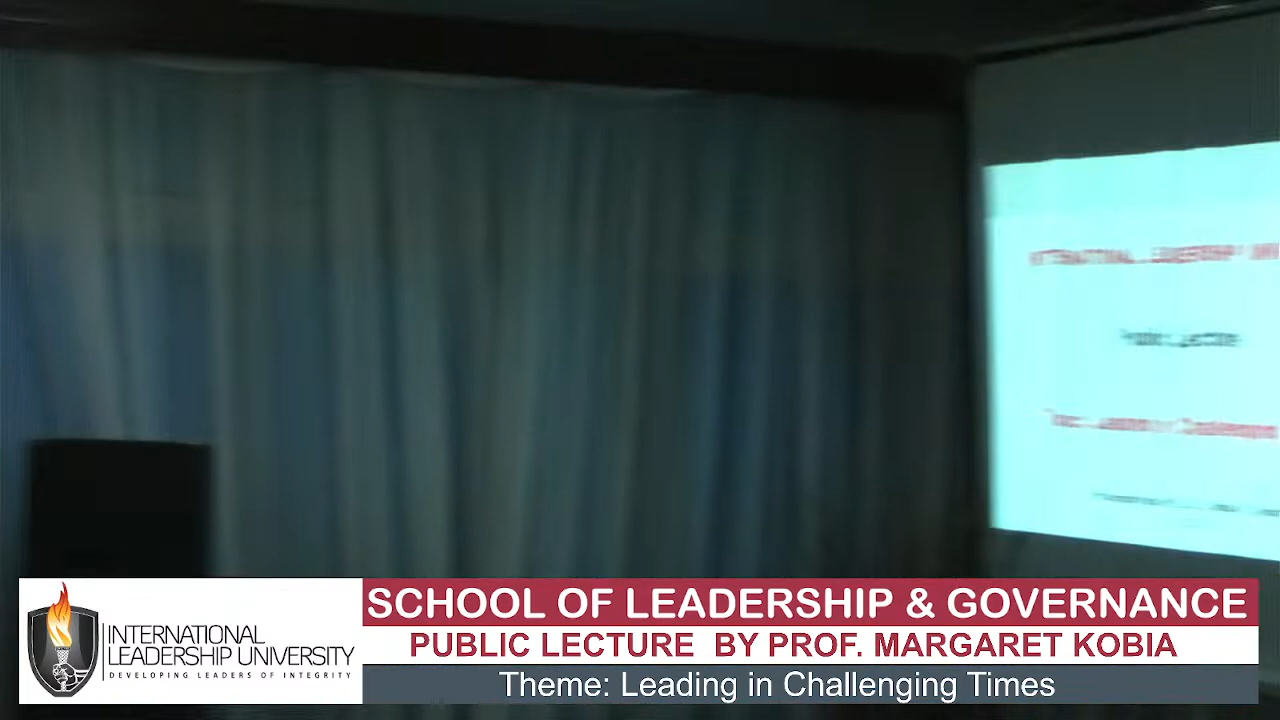 INTERNATIONAL
LEADERSHIP UNIVERSITY
DEVELOPING LEADERS OF INTEGRITY
SCHOOL OF LEADERSHIP & GOVERNANCE
PUBLIC LECTURE BY PROF. MARGARET KOBIA
Theme: Leading in Challenging Times